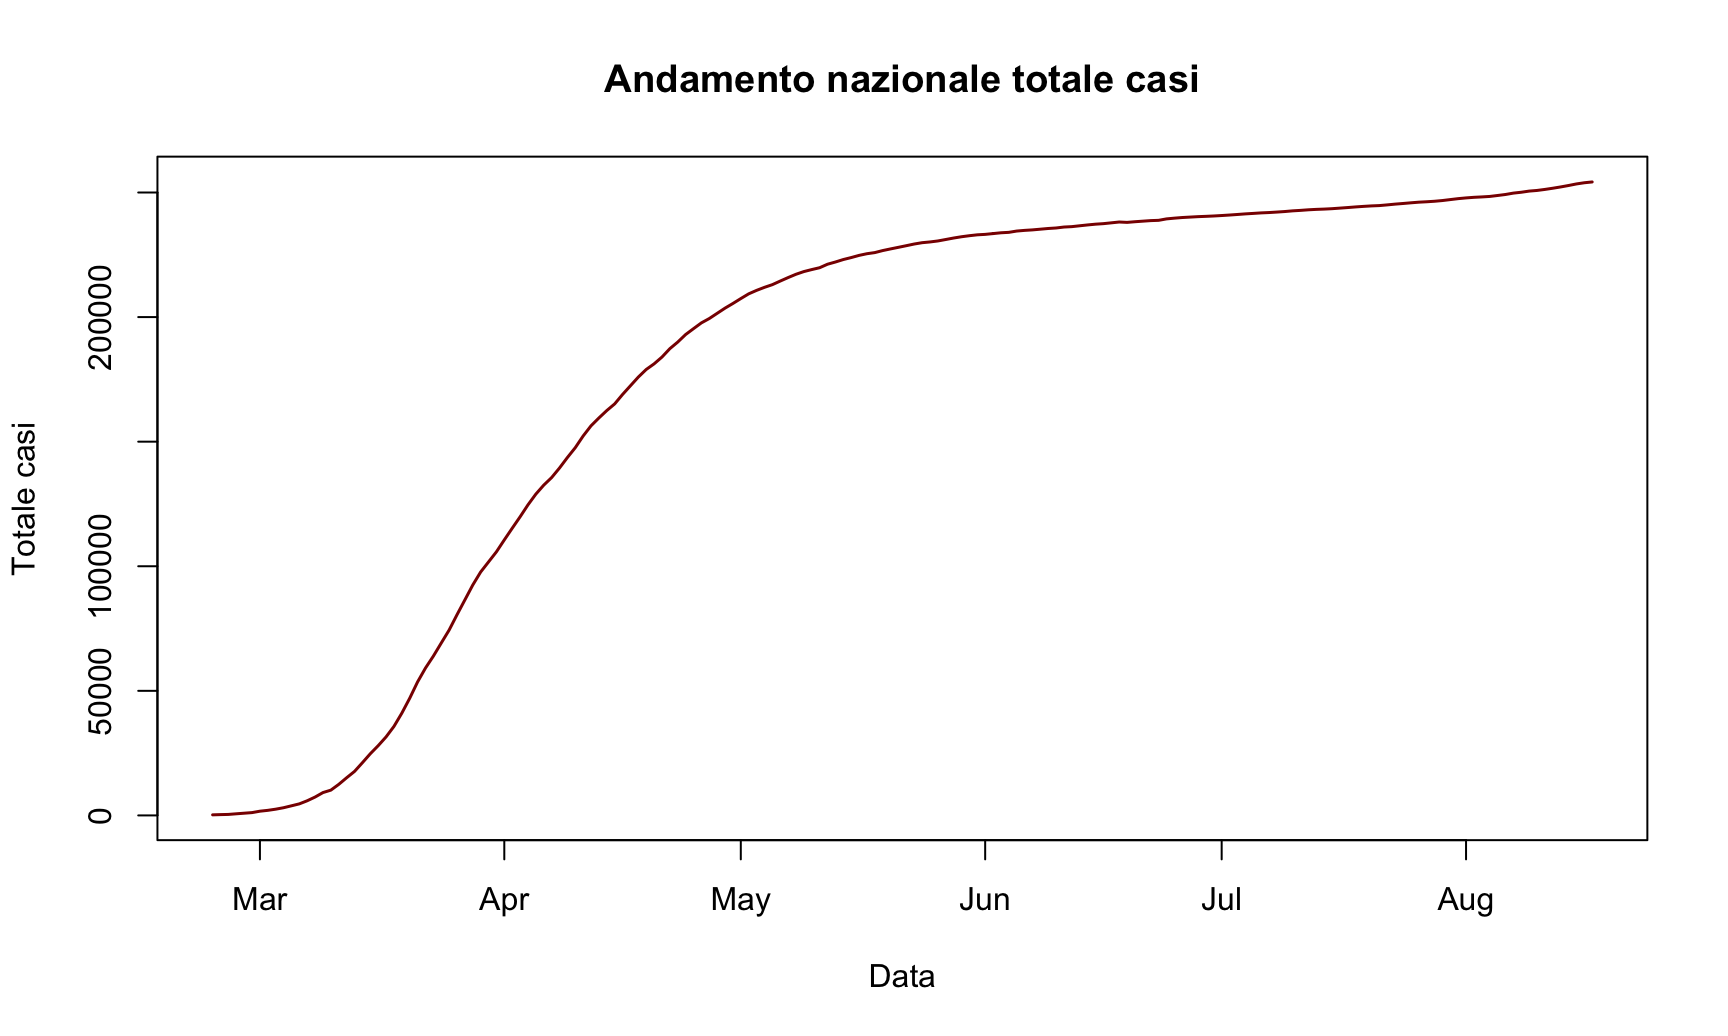 Andamento nazionale totale casi
Totale casi
200000
100000
50000
0
Mar Apr May Jun Jul Aug
Data